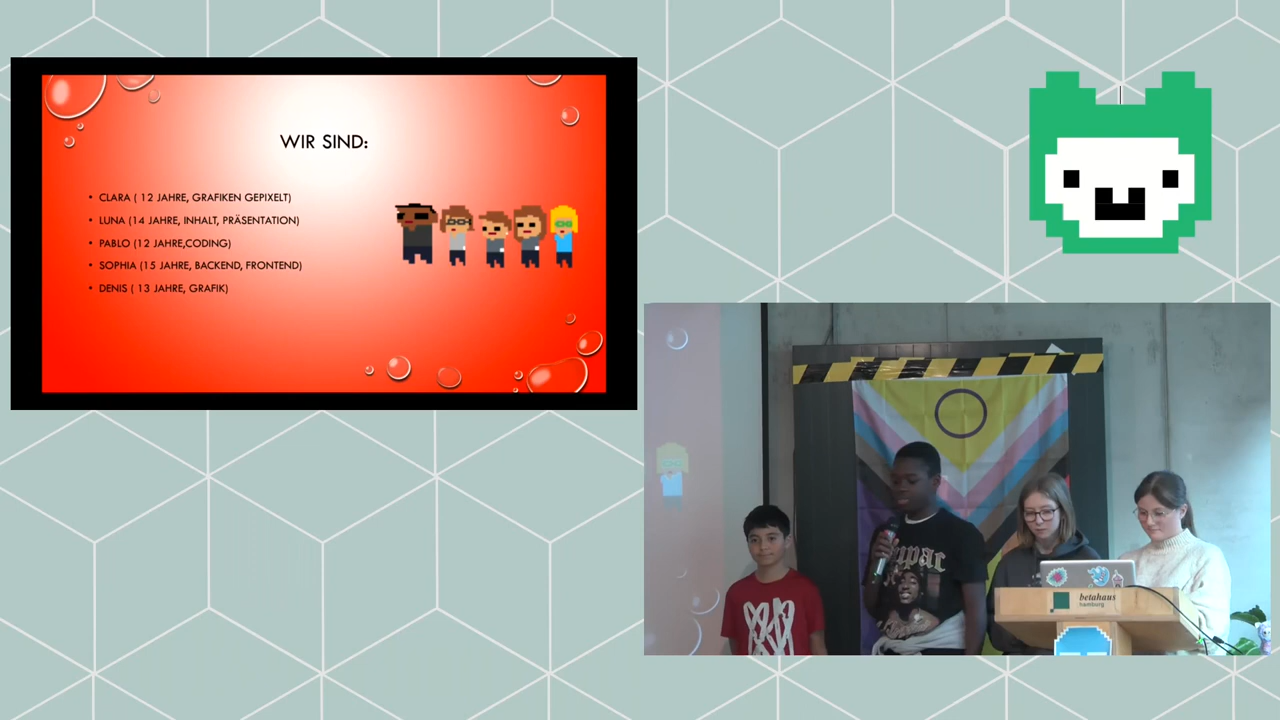 WIR SIND:
• CLARA ( 12 JAHRE, GRAFIKEN GEPIXELT)
• LUNA (14 JAHRE, INHALT, PRÄSENTATION)
• PABLO (12 JAHRE,CODING)
• SOPHIA (15 JAHRE, BACKEND, FRONTEND)
• DENIS ( 13 JAHRE, GRAFIK)
betahaus
hamburg